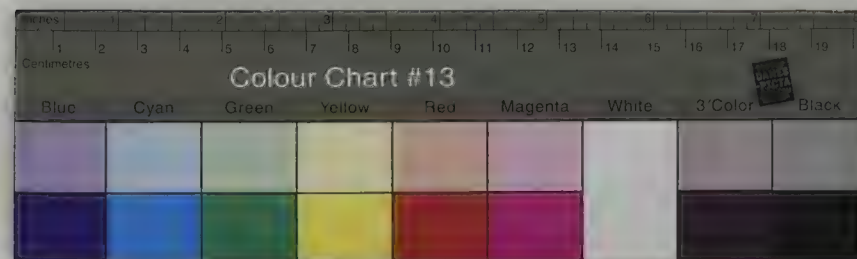 Inches 1 2 3 4 5 6 7
1 2 3 4 5 6 7 8 9 10 11 12 13 14 15 16 17 18 19
Centimetres
Colour Chart #13
DANES
PICTA
Blue Cyan Green Yellow Red Magenta White 3/Color Black